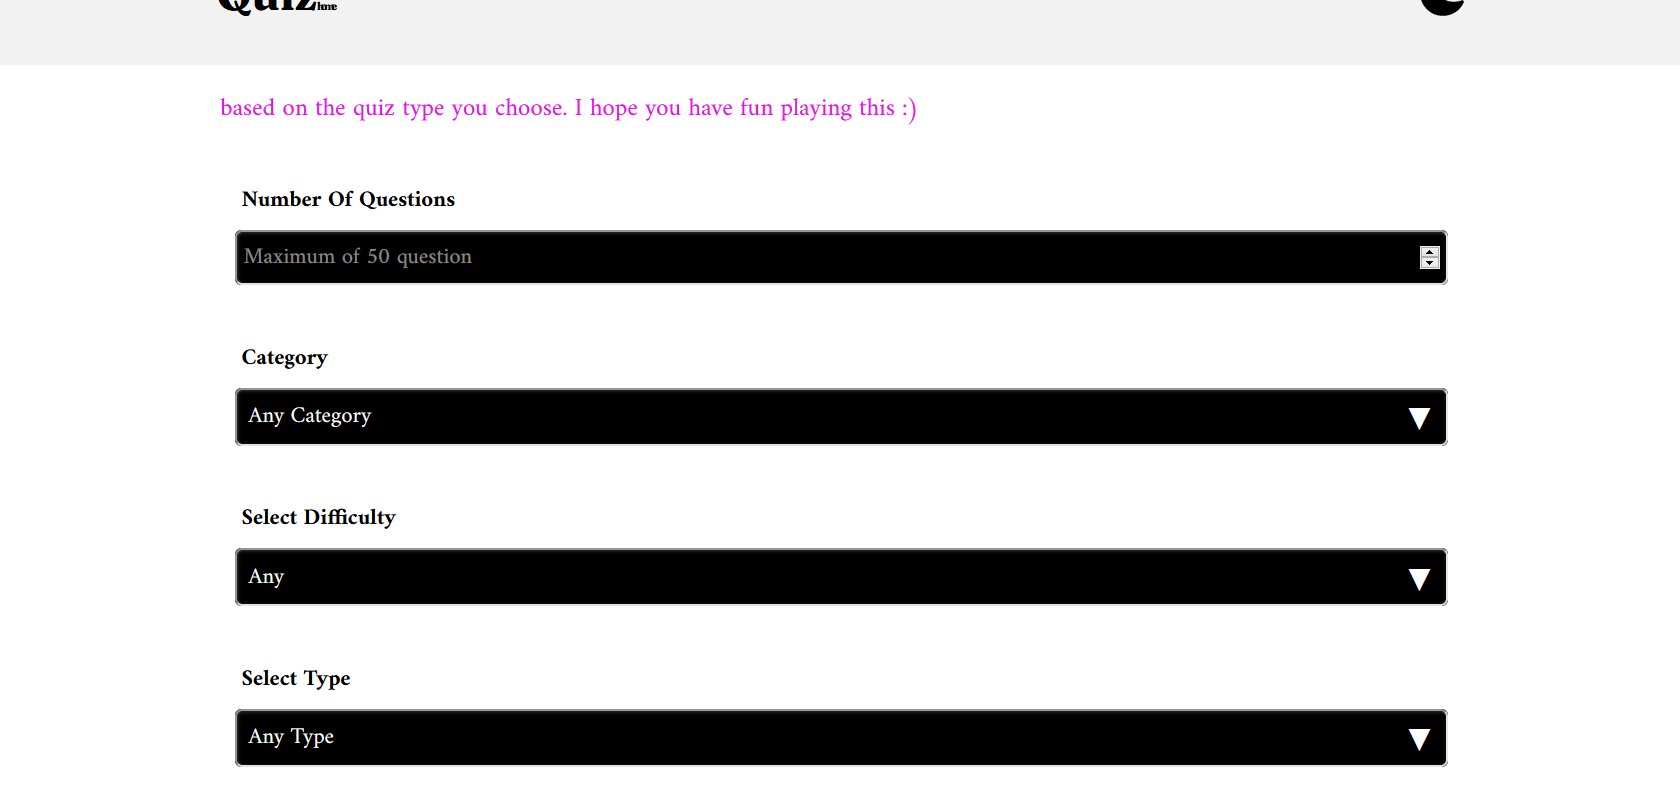 Quiz home
based on the quiz type you choose. I hope you have fun playing this :)
Number Of Questions
Maximum of 50 question
Category
Any Category
Select Difficulty
Any
Select Type
Any Type